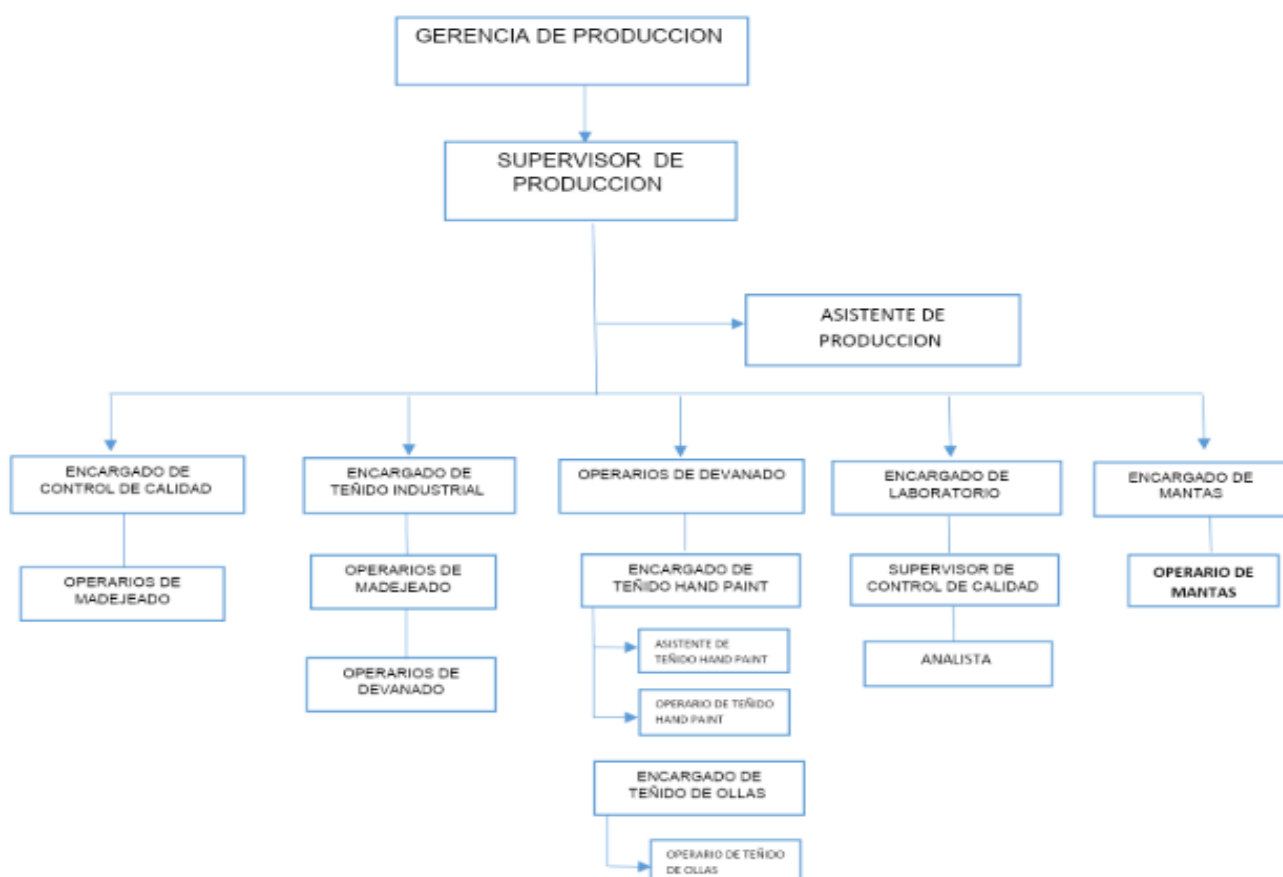 GERENCIA DE PRODUCCION
SUPERVISOR DE
PRODUCCION
ASISTENTE DE
PRODUCCION
ENCARGADO DE
CONTROL DE CALIDAD
OPERARIOS DE
MADEJEADO
ENCARGADO DE
TEÑIDO INDUSTRIAL
OPERARIOS DE
MADEJEADO
OPERARIOS DE
DEVANADO
OPERARIOS DE DEVANADO
ENCARGADO DE
TEÑIDO HAND PAINT
ASISTENTE DE
TEÑIDO HAND PAINT
OPERARIO DE TEÑIDO
HAND PAINT
ENCARGADO DE
TEÑIDO DE OLLAS
OPERARIO DE TEÑIDO
DE OLLAS
ENCARGADO DE
LABORATORIO
SUPERVISOR DE
CONTROL DE CALIDAD
ANALISTA
ENCARGADO DE
MANTAS
OPERARIO DE
MANTAS